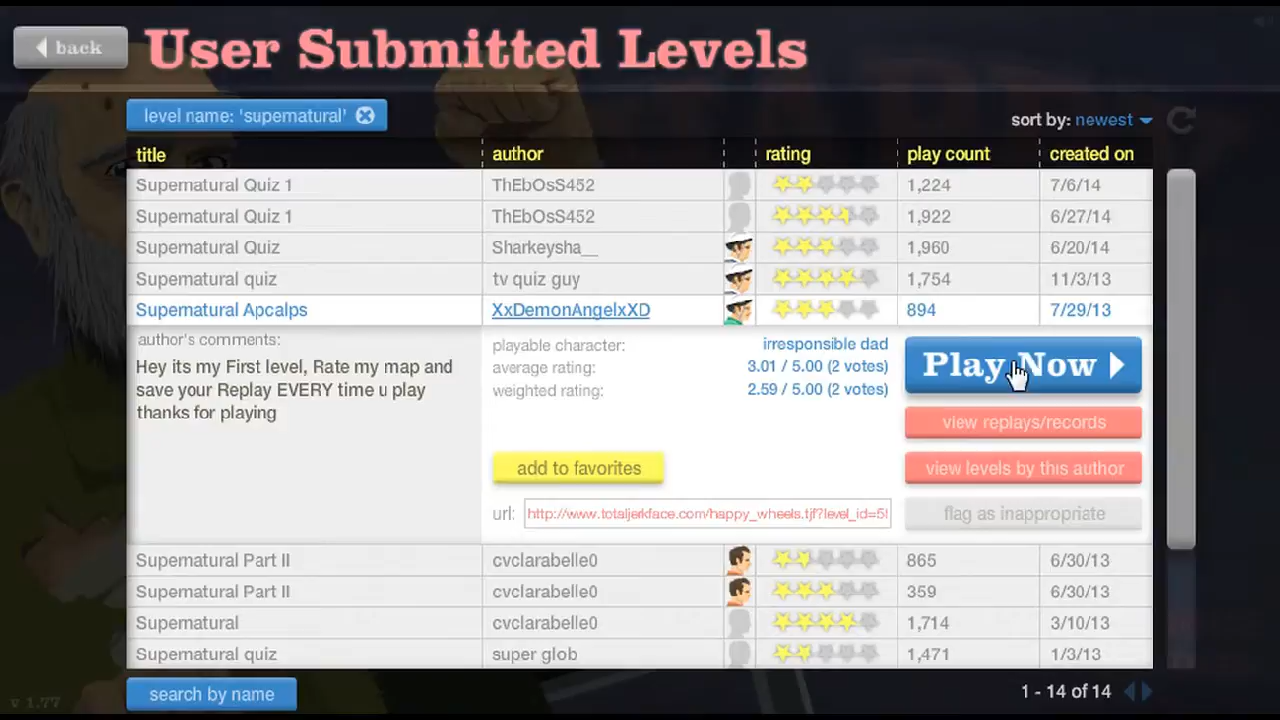 back
User Submitted Levels
level name: 'supernatural'
sort by: newest
title author rating play count created on
Supernatural Quiz 1 ThEbOsS452 1,224 7/6/14
Supernatural Quiz 1 ThEbOsS452 1,922 6/27/14
Supernatural Quiz Sharkeysha__ 1,960 6/20/14
Supernatural quiz tv quiz guy 1,754 11/3/13
Supernatural Apcalps XxDemonAngelxXD 894 7/29/13
author's comments:
Hey its my First level, Rate my map and
save your Replay EVERY time u play
thanks for playing
playable character: irresponsible dad
average rating: 3.01 / 5.00 (2 votes)
weighted rating: 2.59 / 5.00 (2 votes)
add to favorites
url: http://www.totaljerkface.com/happy_wheels.tjf?level_id=5
Play Now
view replays/records
view levels by this author
flag as inappropriate
Supernatural Part II cvclarabelle0 865 6/30/13
Supernatural Part II cvclarabelle0 359 6/30/13
Supernatural cvclarabelle0 1,714 3/10/13
Supernatural quiz super glob 1,471 1/3/13
search by name
1 - 14 of 14
v 1.77